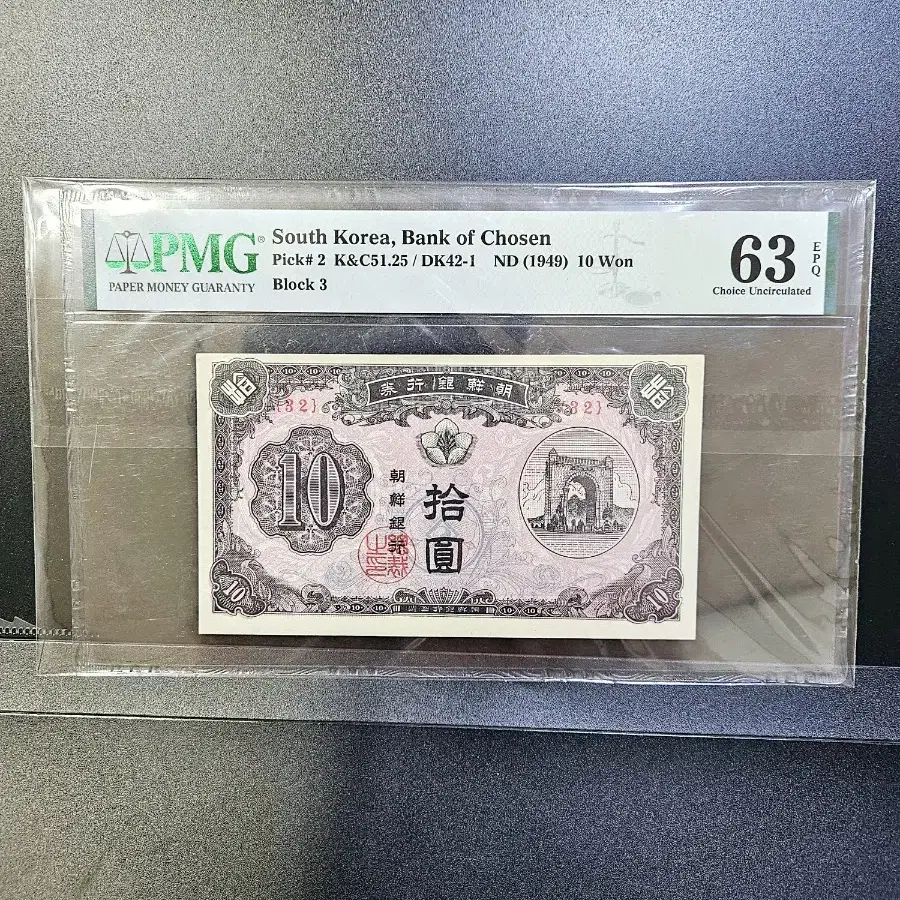 PMG®
PAPER MONEY GUARANTY
South Korea, Bank of Chosen
Pick# 2 K&C51.25 / DK42-1 ND (1949) 10 Won
Block 3
63
EPQ
Choice Uncirculated
券行銀鮮朝
{32} {32}
10
朝鮮銀行
拾圓
10 10